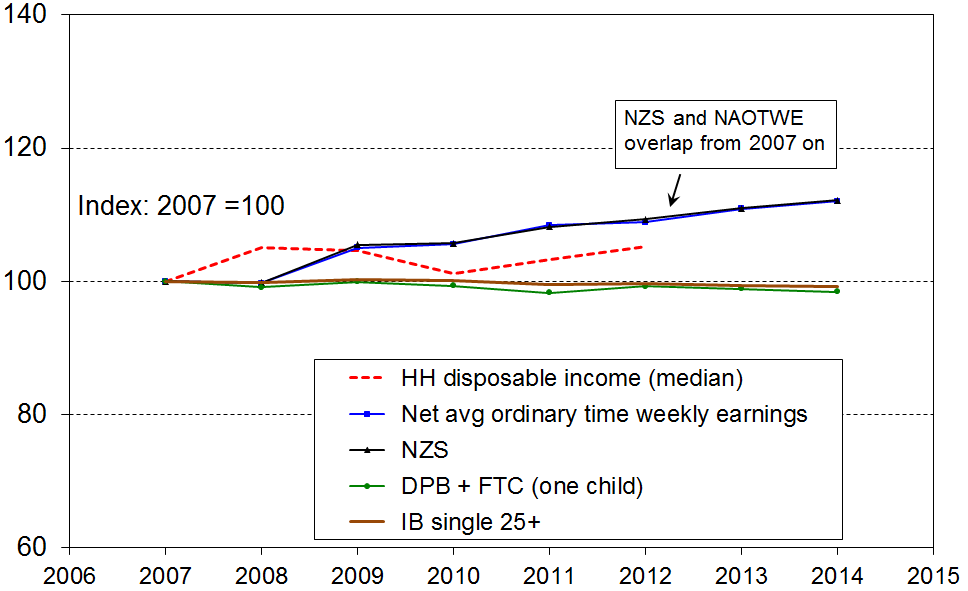 140
120
100
80
60
NZS and NAOTWE
overlap from 2007 on
Index: 2007 =100
HH disposable income (median)
Net avg ordinary time weekly earnings
NZS
DPB + FTC (one child)
IB single 25+
2006 2007 2008 2009 2010 2011 2012 2013 2014 2015